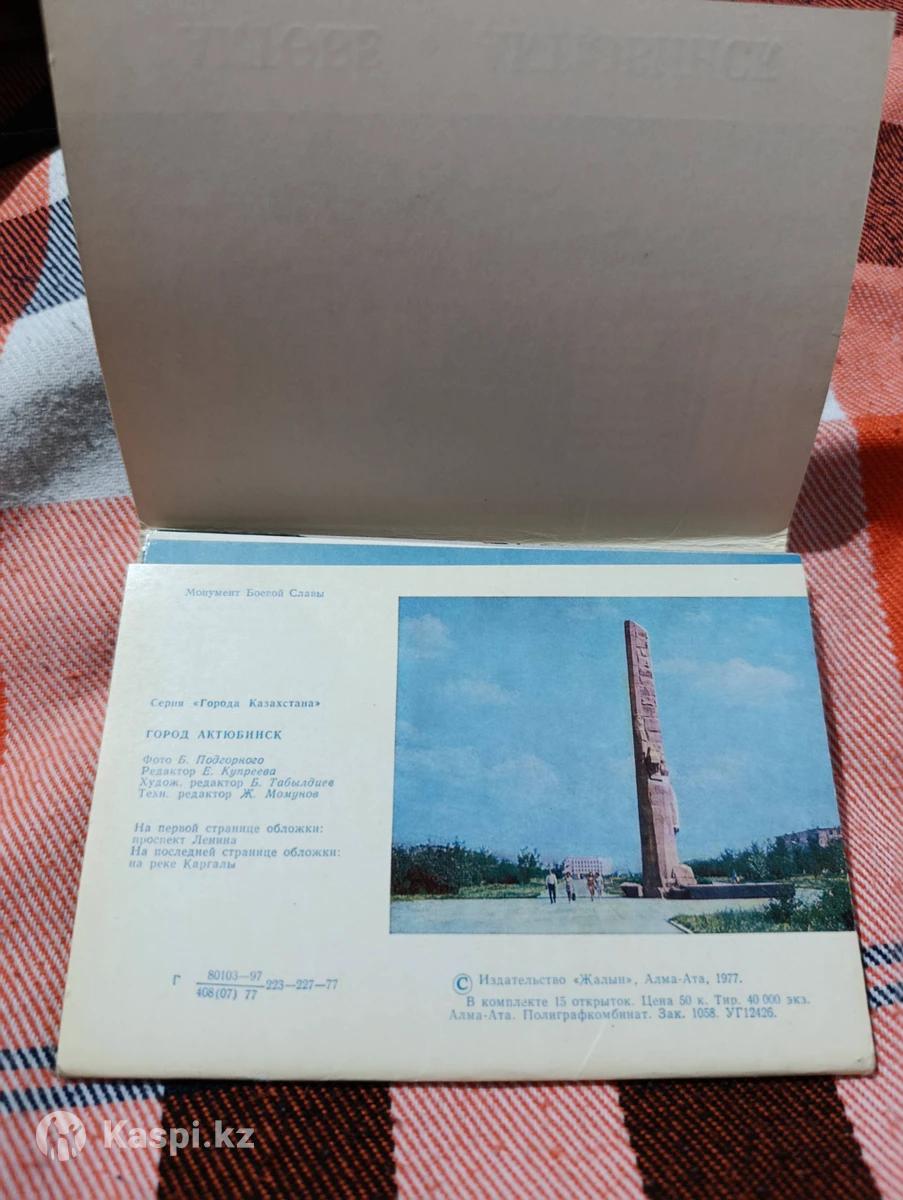 Монумент Боевой Славы
Серия «Города Казахстана»
ГОРОД АКТЮБИНСК
Фото Б. Подгорного
Редактор Е. Купреева
Худож. редактор Б. Табылдиев
Техн. редактор Ж. Момунов
На первой странице обложки:
проспект Ленина
На последней странице обложки:
на реке Каргалы
Г 80103—97
408(07) 77 223—227—77
© Издательство «Жалын», Алма-Ата, 1977.
В комплекте 15 открыток. Цена 50 к. Тир. 40 000 экз.
Алма-Ата. Полиграфкомбинат. Зак. 1058. УГ12426.
Kaspi.kz